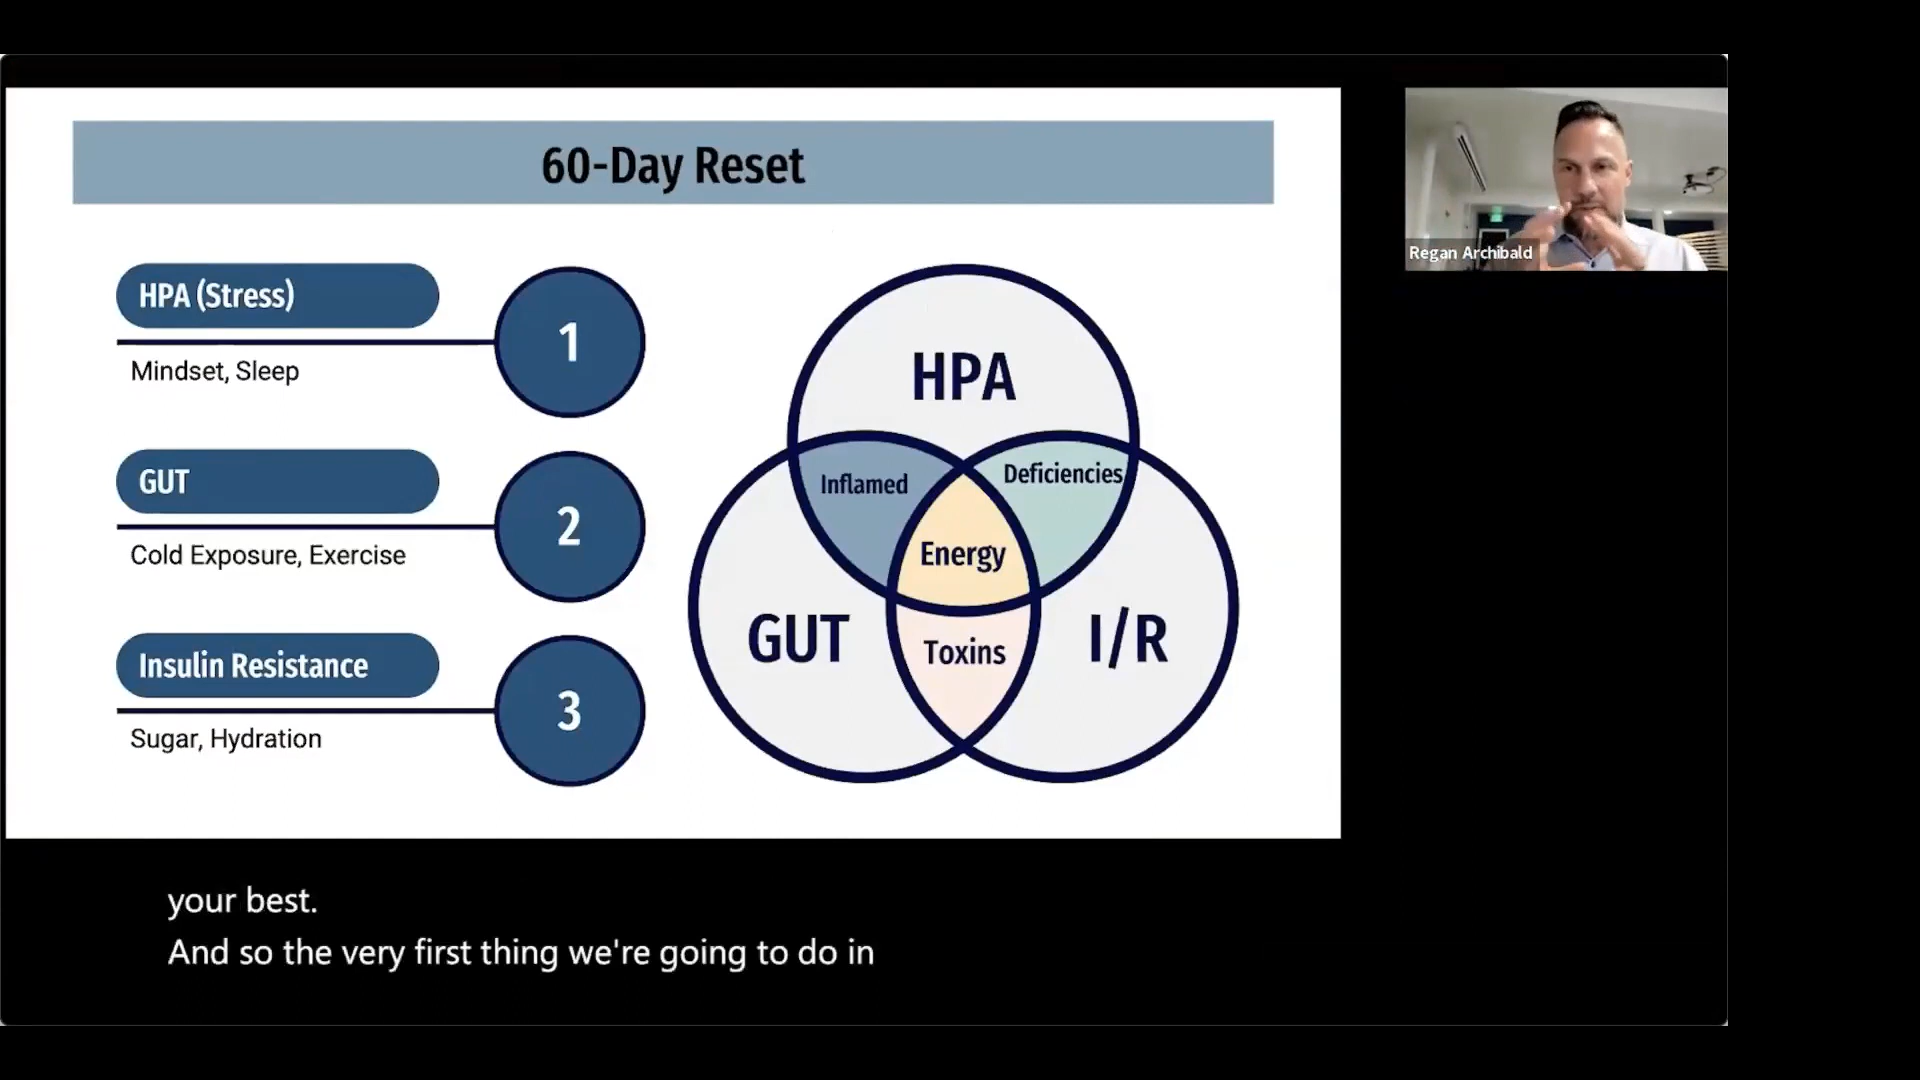 60-Day Reset
HPA (Stress)
1
Mindset, Sleep
GUT
2
Cold Exposure, Exercise
Insulin Resistance
3
Sugar, Hydration
HPA
Inflamed
Deficiencies
Energy
GUT
I/R
Toxins
Regan Archibald
your best.
And so the very first thing we're going to do in